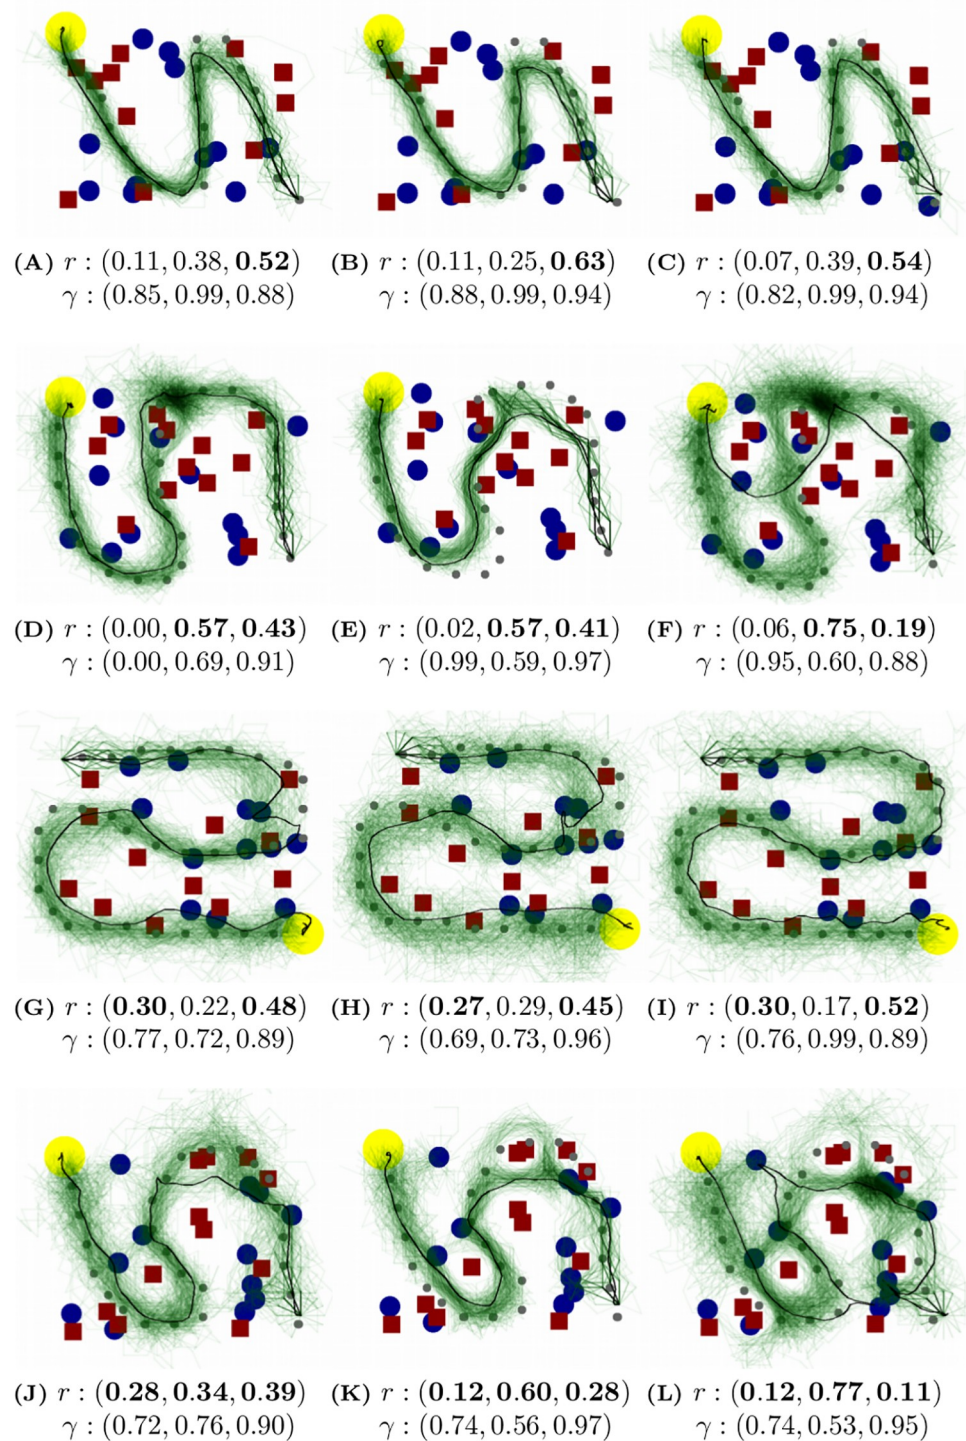 (A) r : (0.11, 0.38, 0.52) (B) r : (0.11, 0.25, 0.63) (C) r : (0.07, 0.39, 0.54)
γ : (0.85, 0.99, 0.88) γ : (0.88, 0.99, 0.94) γ : (0.82, 0.99, 0.94)
(D) r : (0.00, 0.57, 0.43) (E) r : (0.02, 0.57, 0.41) (F) r : (0.06, 0.75, 0.19)
γ : (0.00, 0.69, 0.91) γ : (0.99, 0.59, 0.97) γ : (0.95, 0.60, 0.88)
(G) r : (0.30, 0.22, 0.48) (H) r : (0.27, 0.29, 0.45) (I) r : (0.30, 0.17, 0.52)
γ : (0.77, 0.72, 0.89) γ : (0.69, 0.73, 0.96) γ : (0.76, 0.99, 0.89)
(J) r : (0.28, 0.34, 0.39) (K) r : (0.12, 0.60, 0.28) (L) r : (0.12, 0.77, 0.11)
γ : (0.72, 0.76, 0.90) γ : (0.74, 0.56, 0.97) γ : (0.74, 0.53, 0.95)